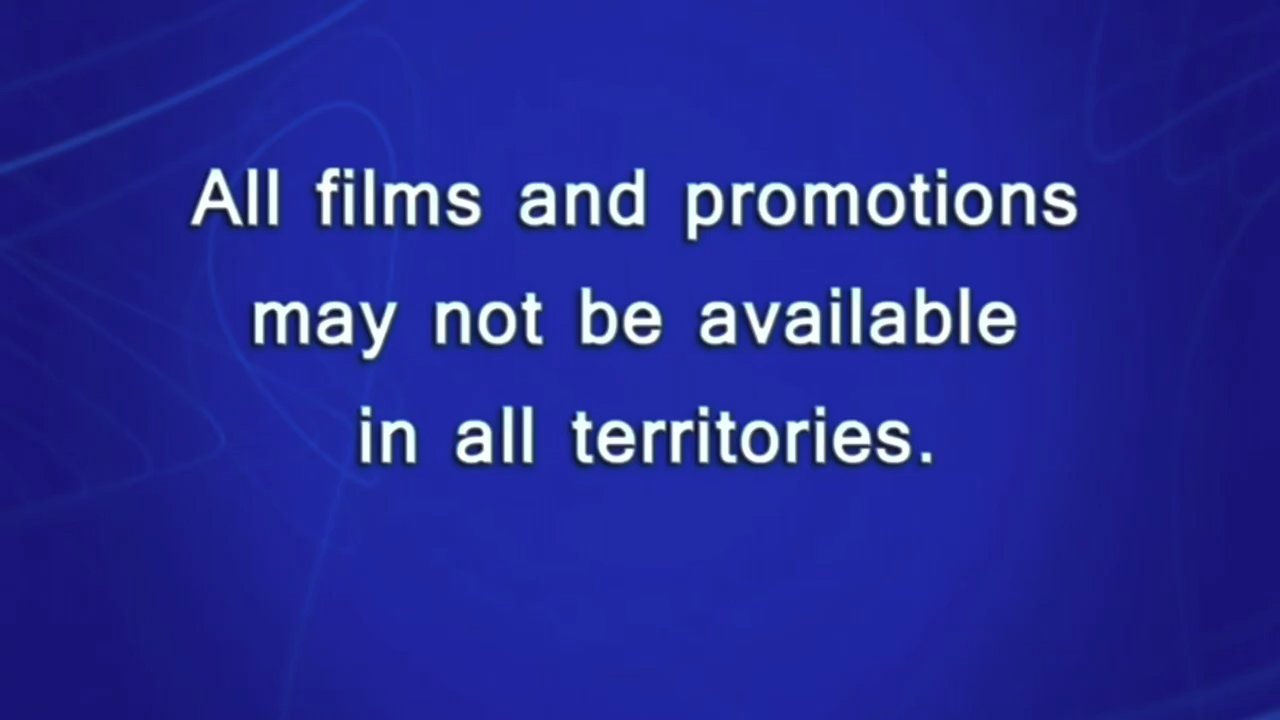 All films and promotions
may not be available
in all territories.